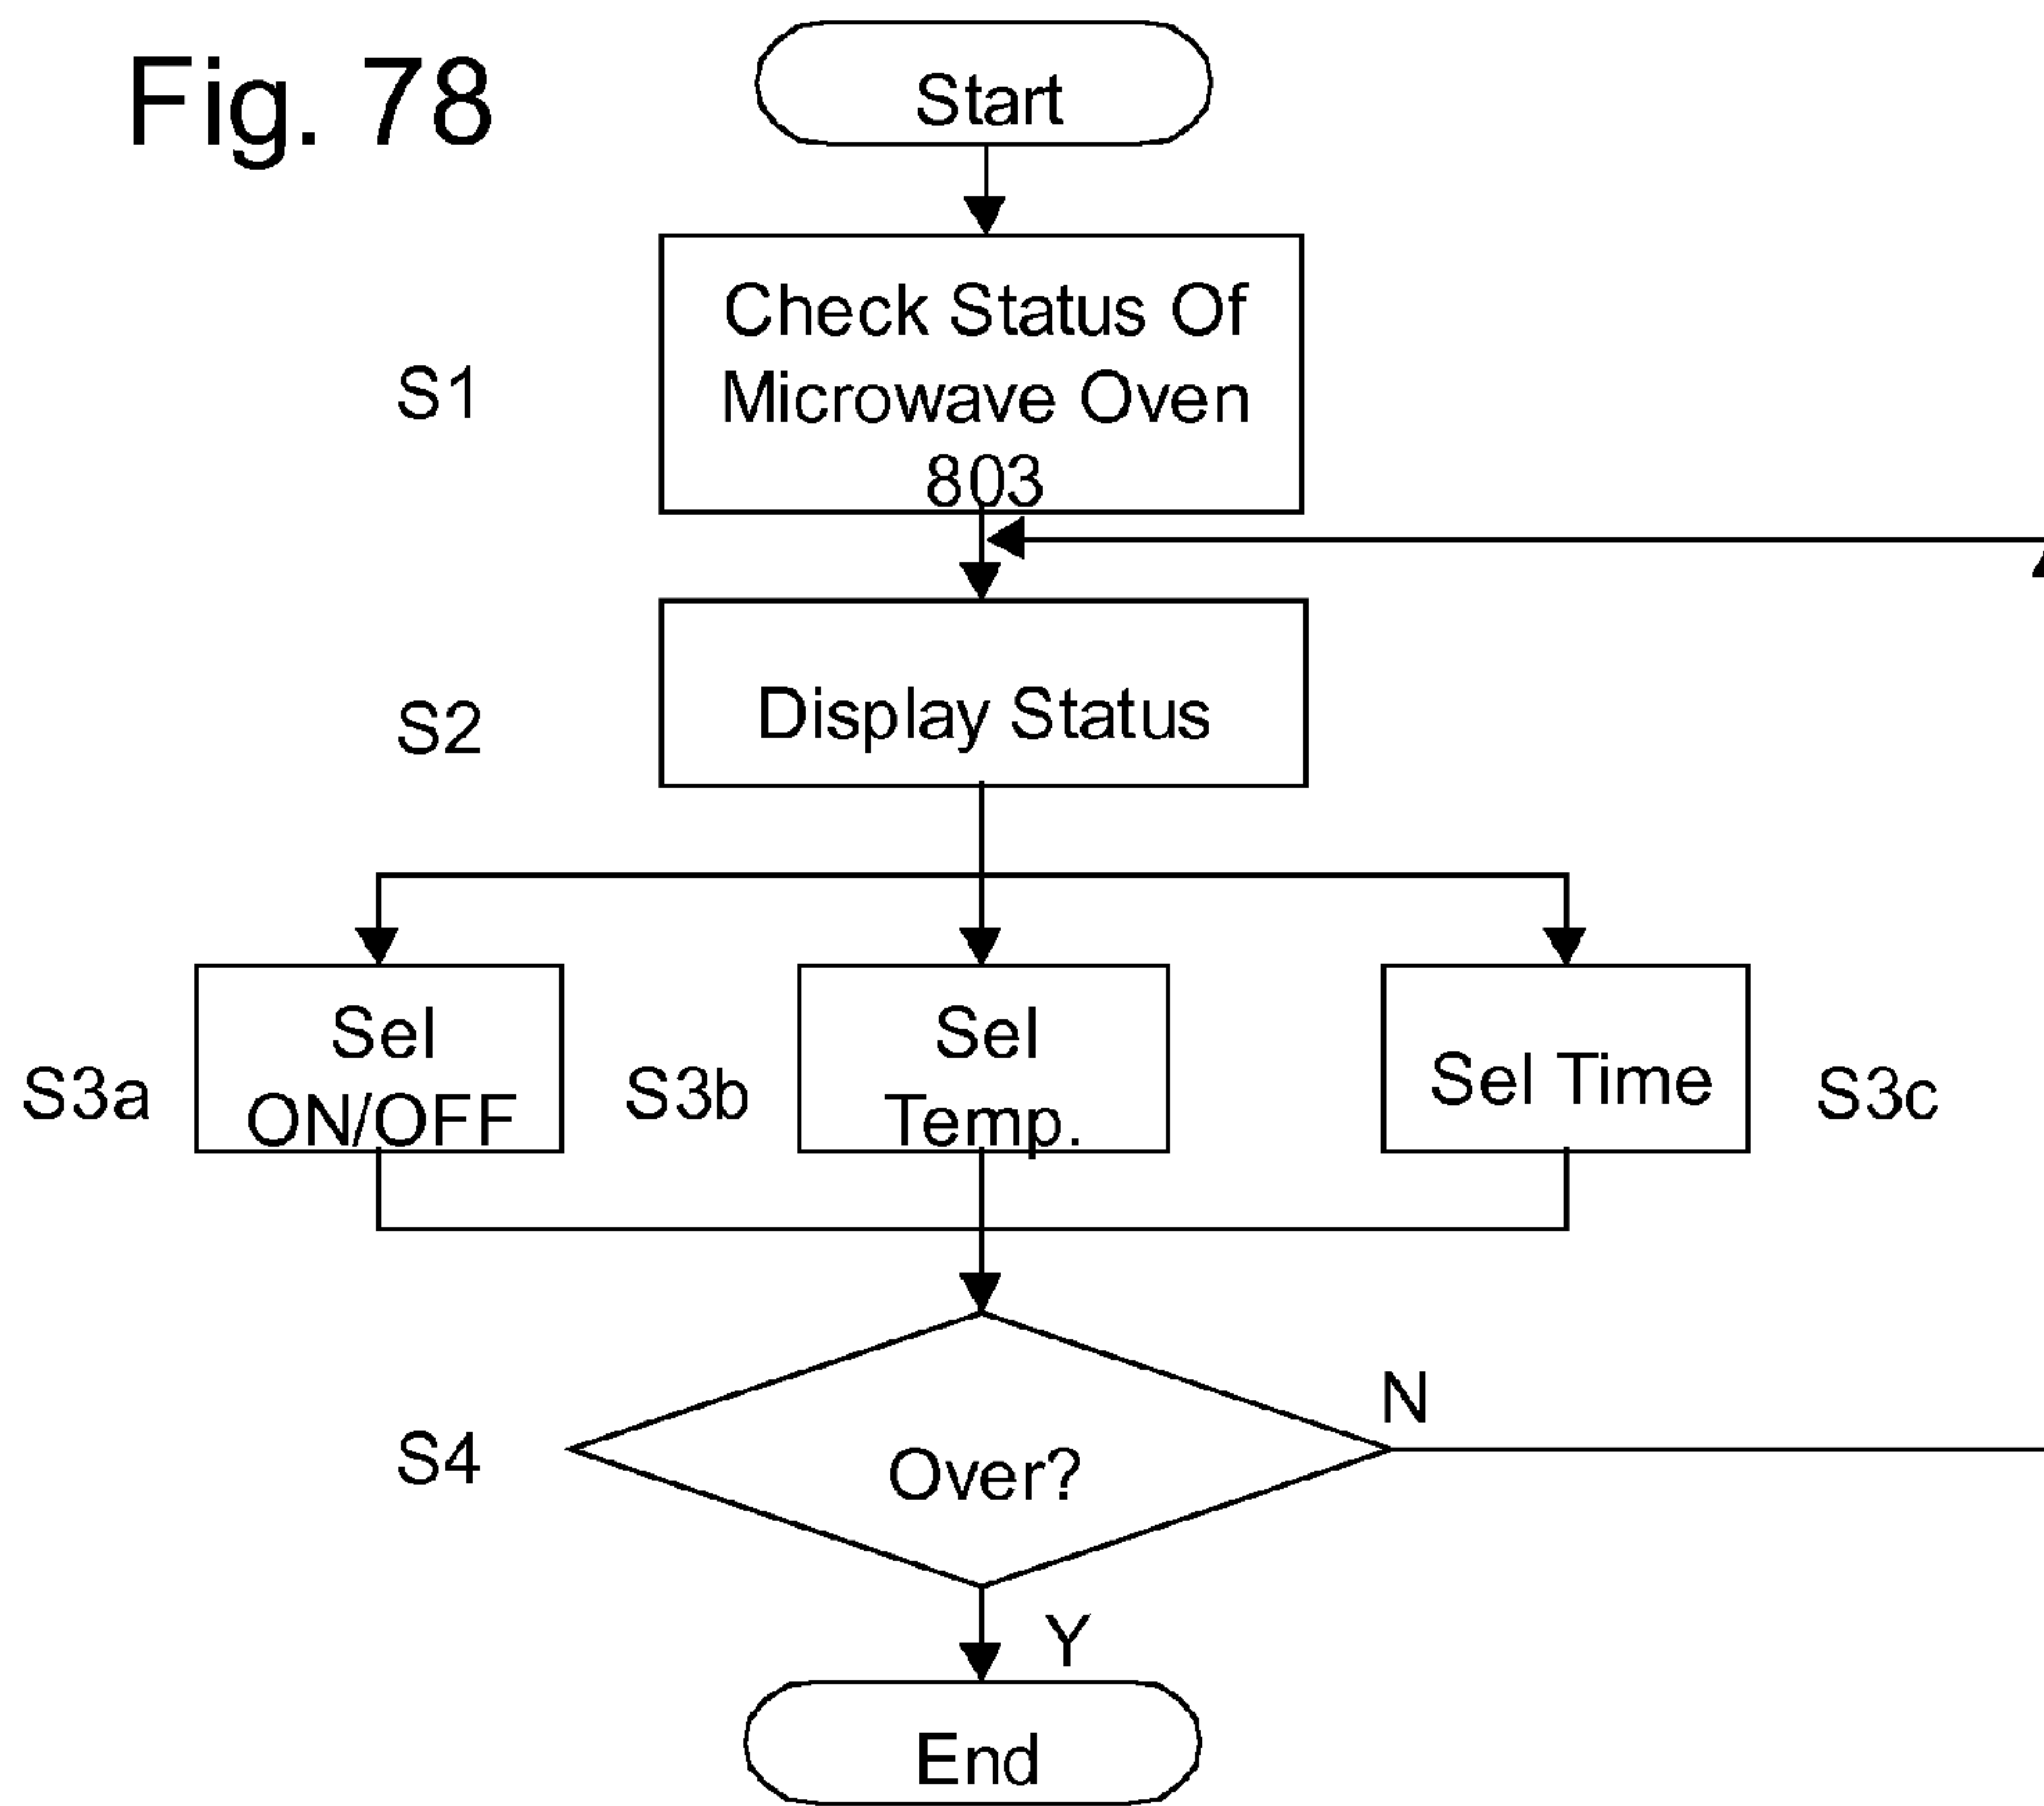 Fig. 78
Start
S1
Check Status Of
Microwave Oven
803
S2
Display Status
S3a
Sel
ON/OFF
S3b
Sel
Temp.
Sel Time
S3c
S4
Over?
N
Y
End